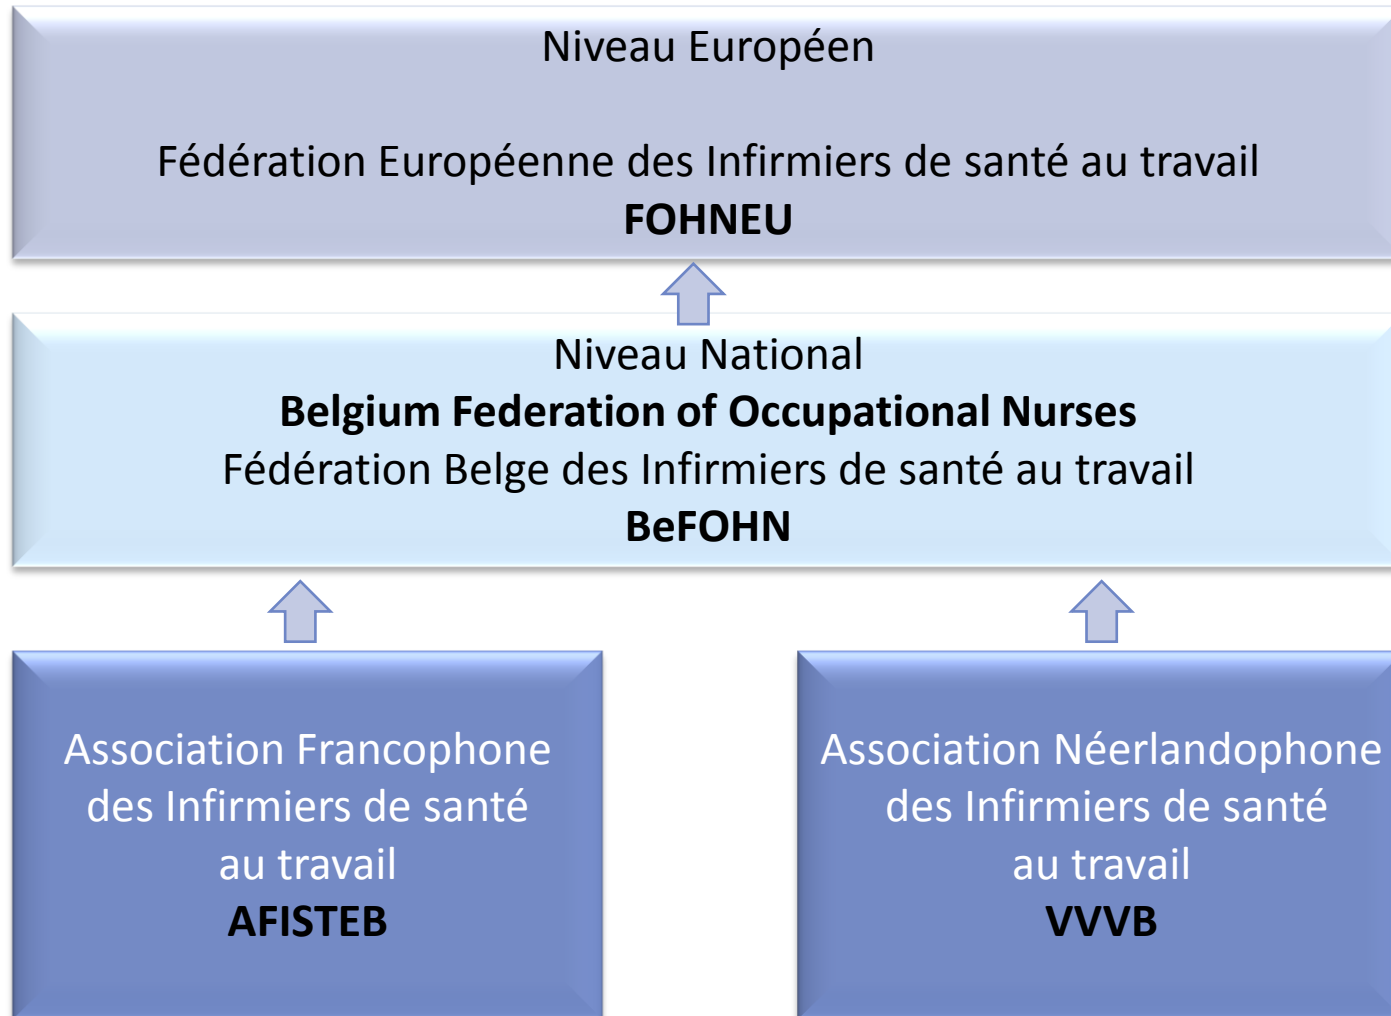 Niveau Européen
Fédération Européenne des Infirmiers de santé au travail
FOHNEU
Niveau National
Belgium Federation of Occupational Nurses
Fédération Belge des Infirmiers de santé au travail
BeFOHN
Association Francophone
des Infirmiers de santé
au travail
AFISTEB
Association Néerlandophone
des Infirmiers de santé
au travail
VVVB